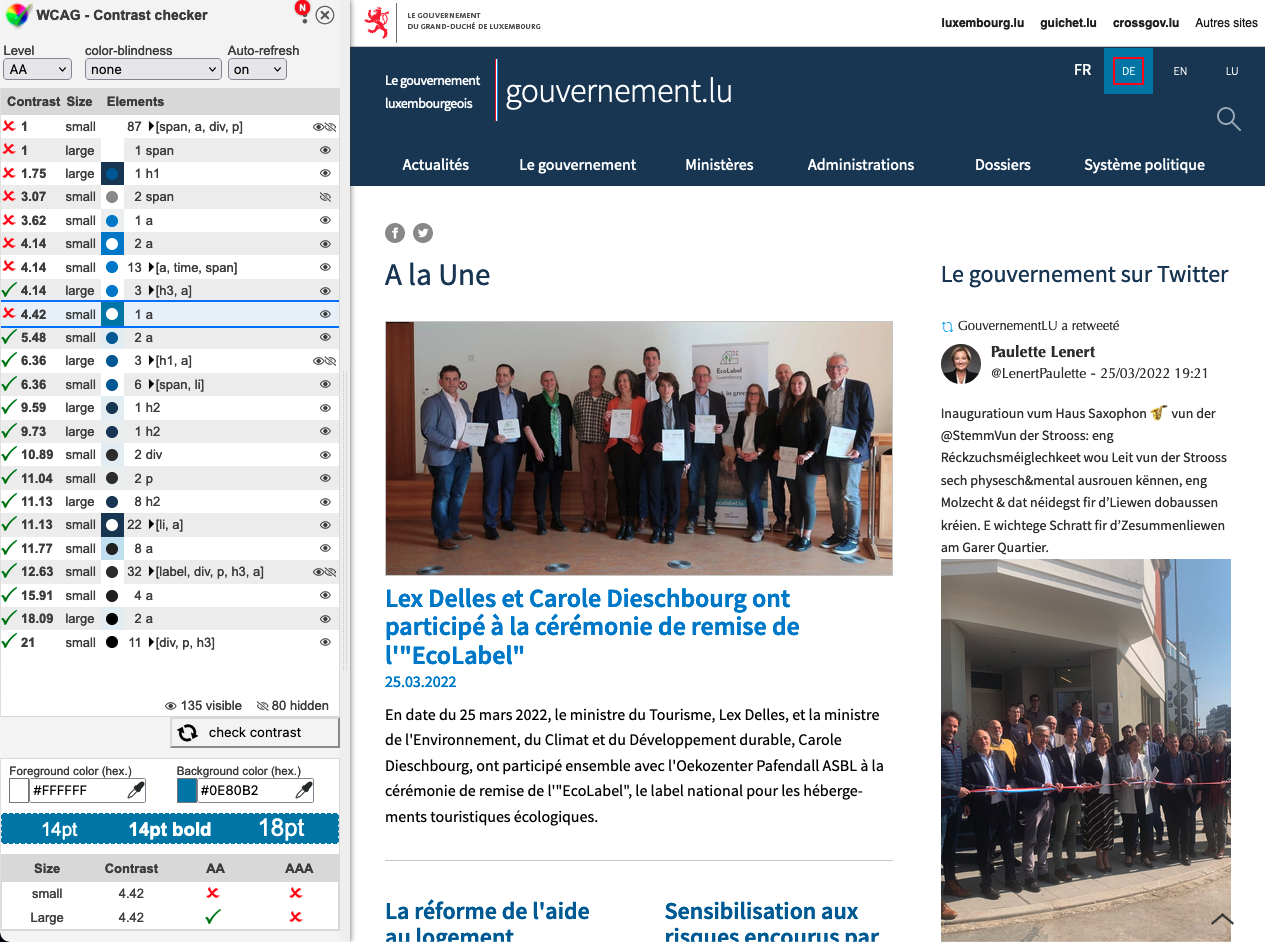 WCAG - Contrast checker
N
Level
color-blindness
Auto-refresh
AA
none
on
Contrast Size Elements
1 small 87 [span, a, div, p]
1 large 1 span
1.75 large 1 h1
3.07 small 2 span
3.62 small 1 a
4.14 small 2 a
4.14 small 13 [a, time, span]
4.14 large 3 [h3, a]
4.42 small 1 a
5.48 small 2 a
6.36 large 3 [h1, a]
6.36 small 6 [span, li]
9.59 large 1 h2
9.73 large 1 h2
10.89 small 2 div
11.04 small 2 p
11.13 large 8 h2
11.13 small 22 [li, a]
11.77 small 8 a
12.63 small 32 [label, div, p, h3, a]
15.91 small 4 a
18.09 large 2 a
21 small 11 [div, p, h3]
135 visible 80 hidden
check contrast
Foreground color (hex.)
Background color (hex.)
#FFFFFF
#0E80B2
14pt 14pt bold 18pt
Size Contrast AA AAA
small 4.42
Large 4.42
LE GOUVERNEMENT
DU GRAND-DUCHÉ DE LUXEMBOURG
luxembourg.lu guichet.lu crossgov.lu Autres sites
Le gouvernement
luxembourgeois
gouvernement.lu
FR DE EN LU
Actualités Le gouvernement Ministères Administrations Dossiers Système politique
A la Une
EcoLabel
Luxembourg
Lex Delles et Carole Dieschbourg ont
participé à la cérémonie de remise de
l'"EcoLabel"
25.03.2022
En date du 25 mars 2022, le ministre du Tourisme, Lex Delles, et la ministre
de l'Environnement, du Climat et du Développement durable, Carole
Dieschbourg, ont participé ensemble avec l'Oekozenter Pafendall ASBL à la
cérémonie de remise de l'"EcoLabel", le label national pour les héberge-
ments touristiques écologiques.
La réforme de l'aide
au logement
Sensibilisation aux
risques encourus par
Le gouvernement sur Twitter
GouvernementLU a retweeté
Paulette Lenert
@LenertPaulette - 25/03/2022 19:21
Inauguratioun vum Haus Saxophon 🎷 vun der
@StemmVun der Strooss: eng
Réckzuchsméiglechkeet wou Leit vun der Strooss
sech physesch&mental ausrouen kënnen, eng
Molzecht & dat néidegst fir d'Liewen dobaussen
kréien. E wichtege Schratt fir d'Zesummenliewen
am Garer Quartier.